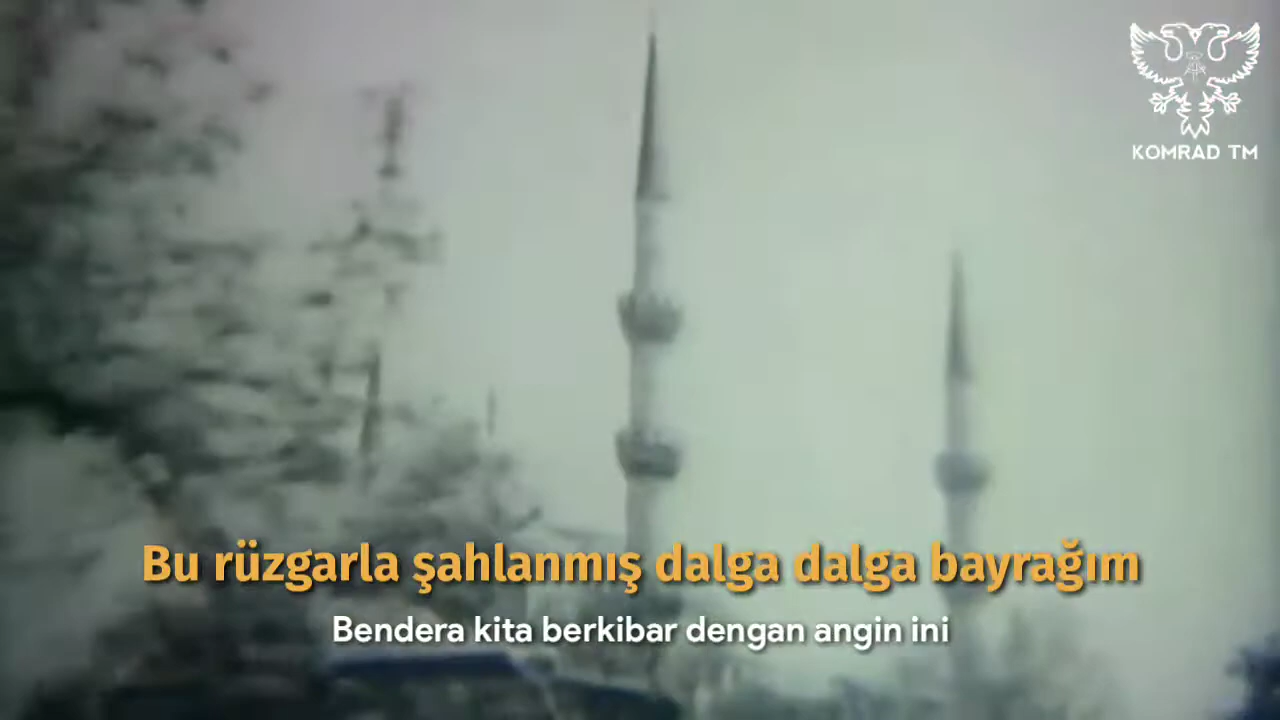 KOMRAD TM
Bu rüzgarla şahlanmış dalga dalga bayrağım
Bendera kita berkibar dengan angin ini